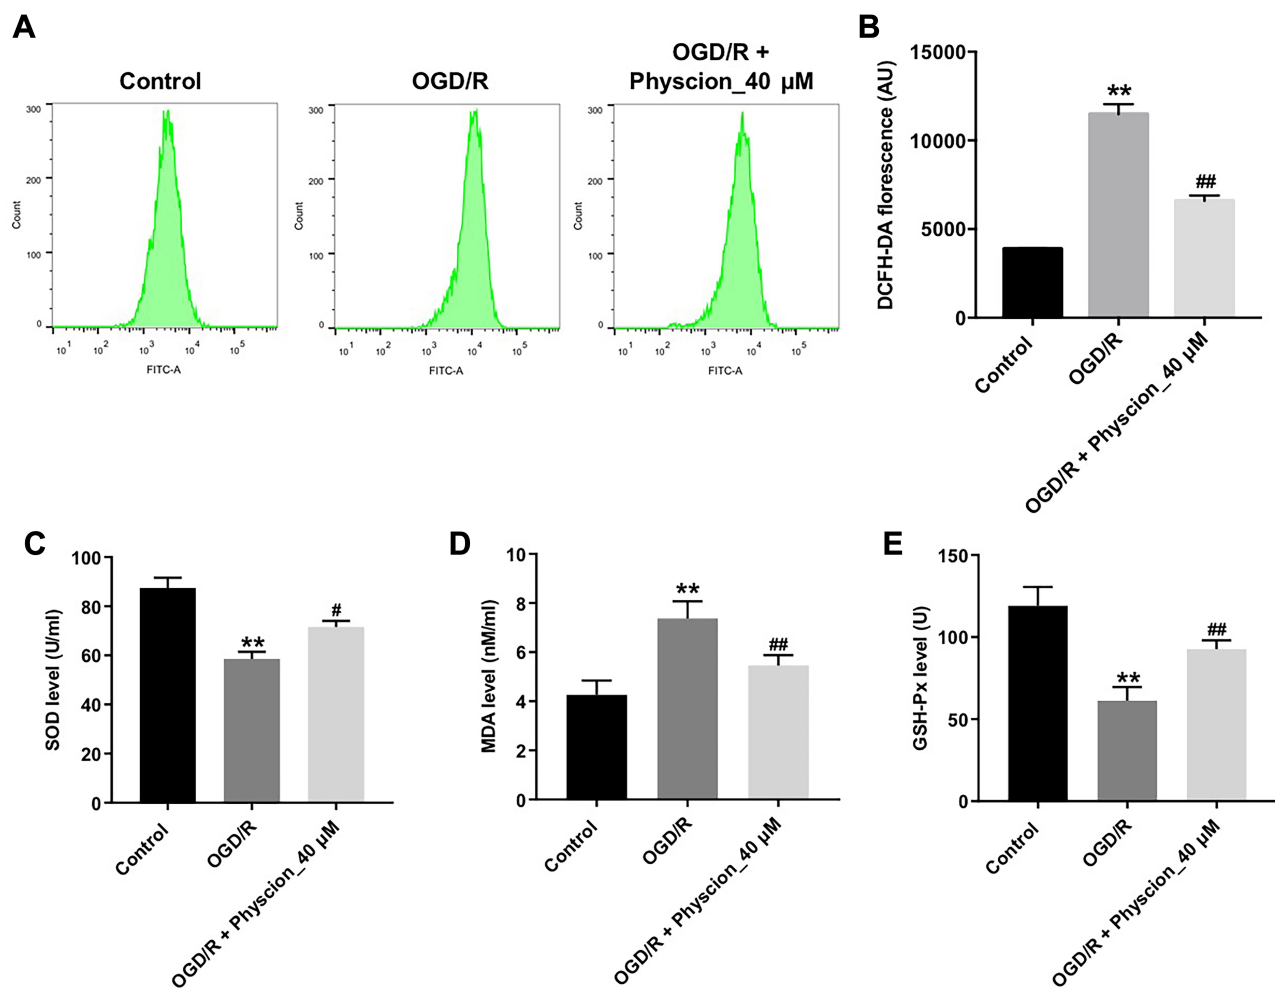 A
Control
OGD/R
OGD/R +
Physcion_40 µM
300
200
100
0
Count
10^1 10^2 10^3 10^4 10^5
FITC-A
300
200
100
0
Count
10^1 10^2 10^3 10^4 10^5
FITC-A
300
200
100
0
Count
10^1 10^2 10^3 10^4 10^5
FITC-A
B
DCFH-DA florescence (AU)
15000
10000
5000
0
**
##
Control
OGD/R
OGD/R + Physcion_40 µM
C
SOD level (U/ml)
100
80
60
40
20
0
**
#
Control
OGD/R
OGD/R + Physcion_40 µM
D
MDA level (nM/ml)
10
8
6
4
2
0
**
##
Control
OGD/R
OGD/R + Physcion_40 µM
E
GSH-Px level (U)
150
100
50
0
**
##
Control
OGD/R
OGD/R + Physcion_40 µM